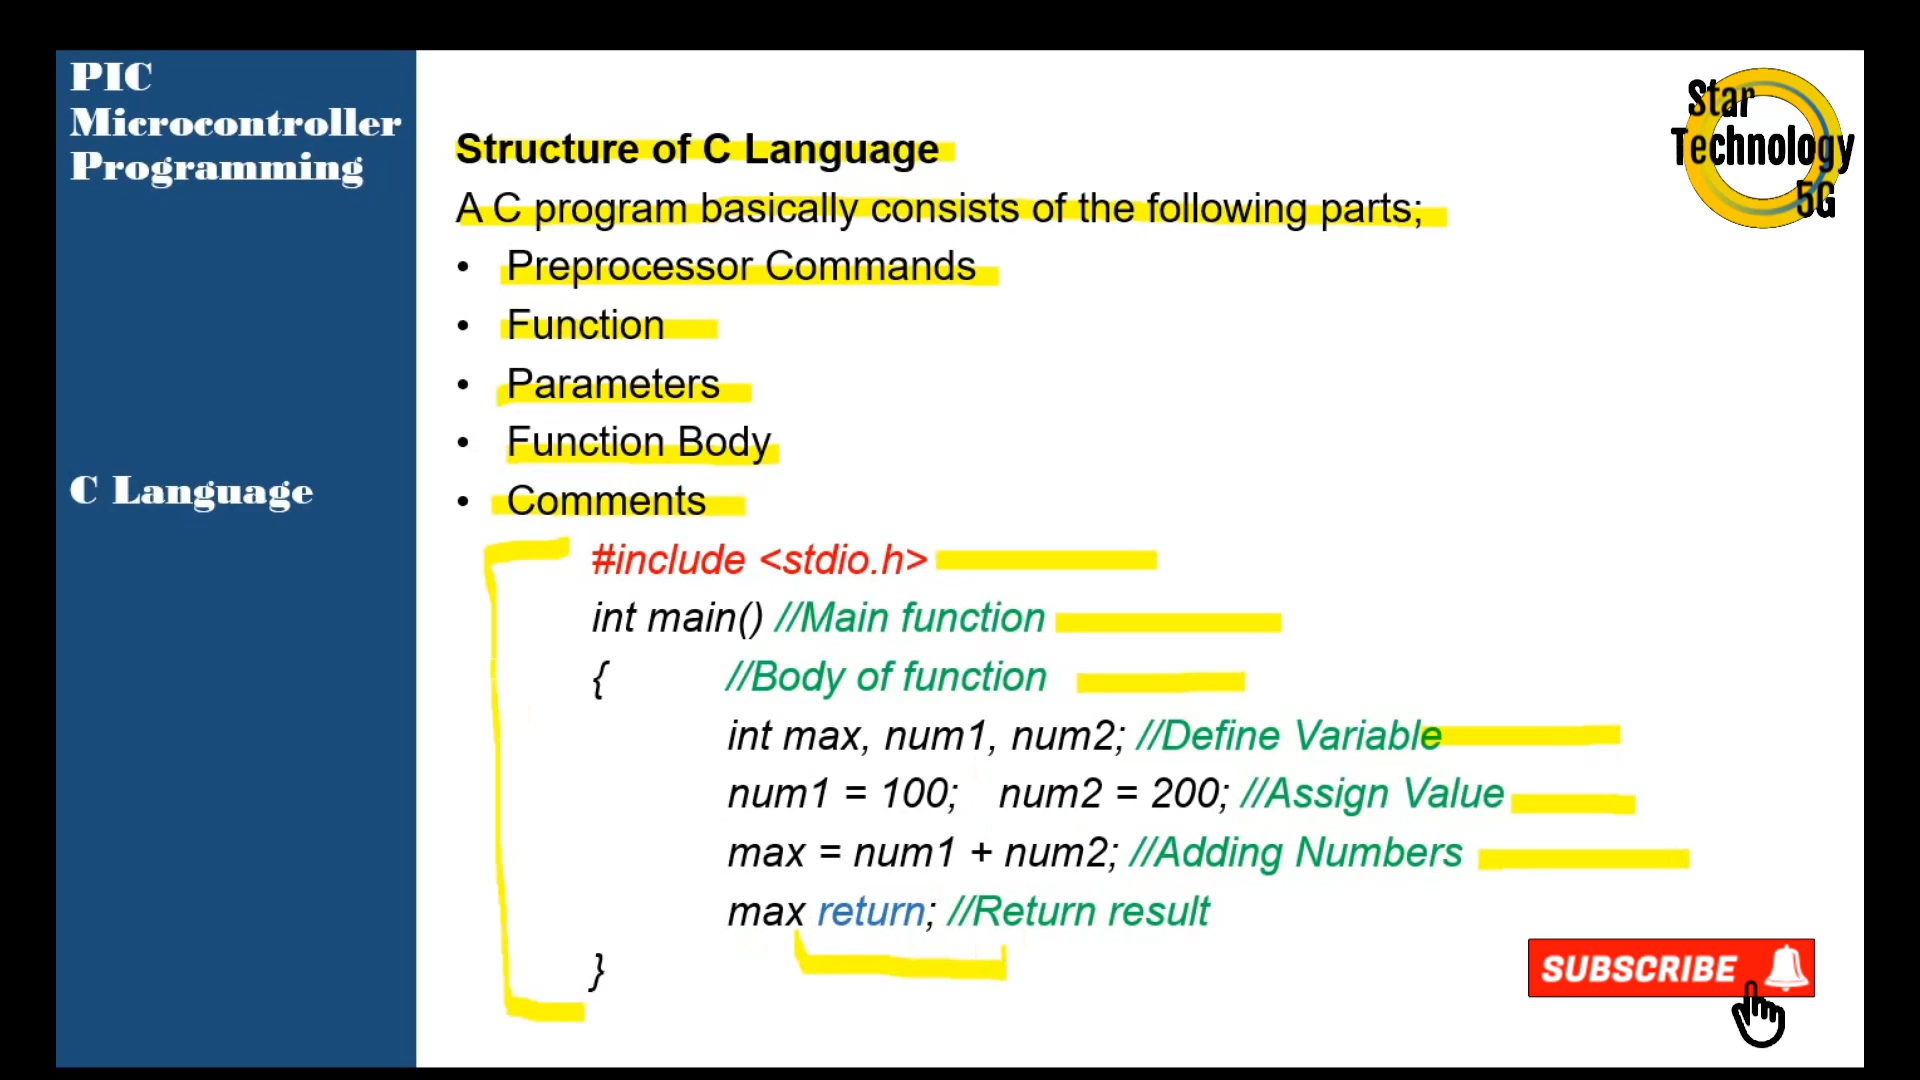 PIC
Microcontroller
Programming
C Language
Star
Technology
5G
Structure of C Language
A C program basically consists of the following parts;
• Preprocessor Commands
• Function
• Parameters
• Function Body
• Comments
#include <stdio.h>
int main() //Main function
{ //Body of function
int max, num1, num2; //Define Variable
num1 = 100; num2 = 200; //Assign Value
max = num1 + num2; //Adding Numbers
max return; //Return result
}
SUBSCRIBE